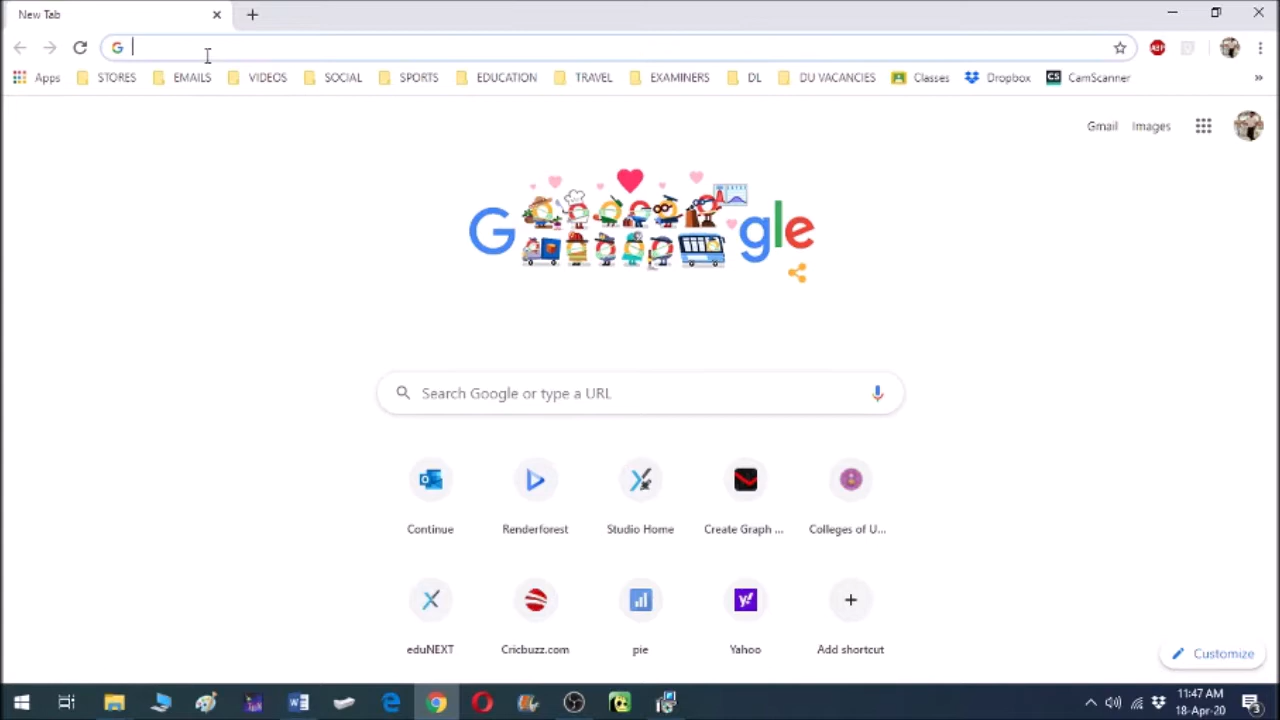 New Tab
Apps STORES EMAILS VIDEOS SOCIAL SPORTS EDUCATION TRAVEL EXAMINERS DL DU VACANCIES Classes Dropbox CS CamScanner »
Gmail Images
G gle
Search Google or type a URL
Continue Renderforest Studio Home Create Graph ... Colleges of U...
eduNEXT Cricbuzz.com pie Yahoo Add shortcut
Customize
11:47 AM
18-Apr-20